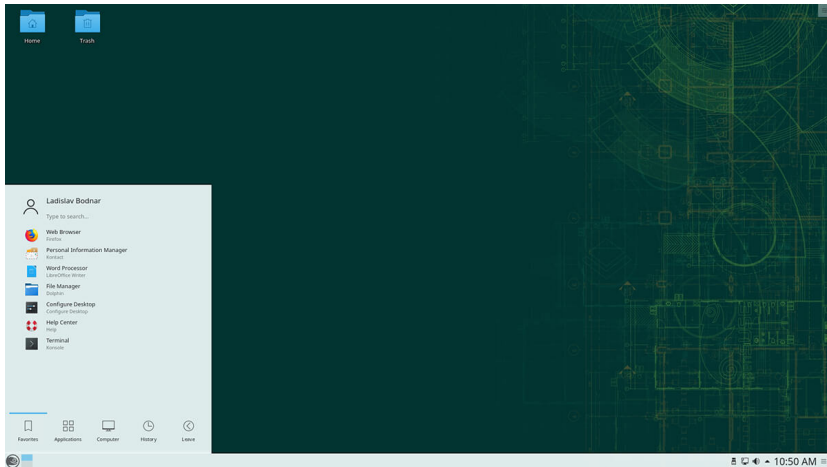 Home
Trash
Ladislav Bodnar
Type to search...
Web Browser
Firefox
Personal Information Manager
Kontact
Word Processor
LibreOffice Writer
File Manager
Dolphin
Configure Desktop
Configure Desktop
Help Center
Help
Terminal
Konsole
Favorites
Applications
Computer
History
Leave
10:50 AM